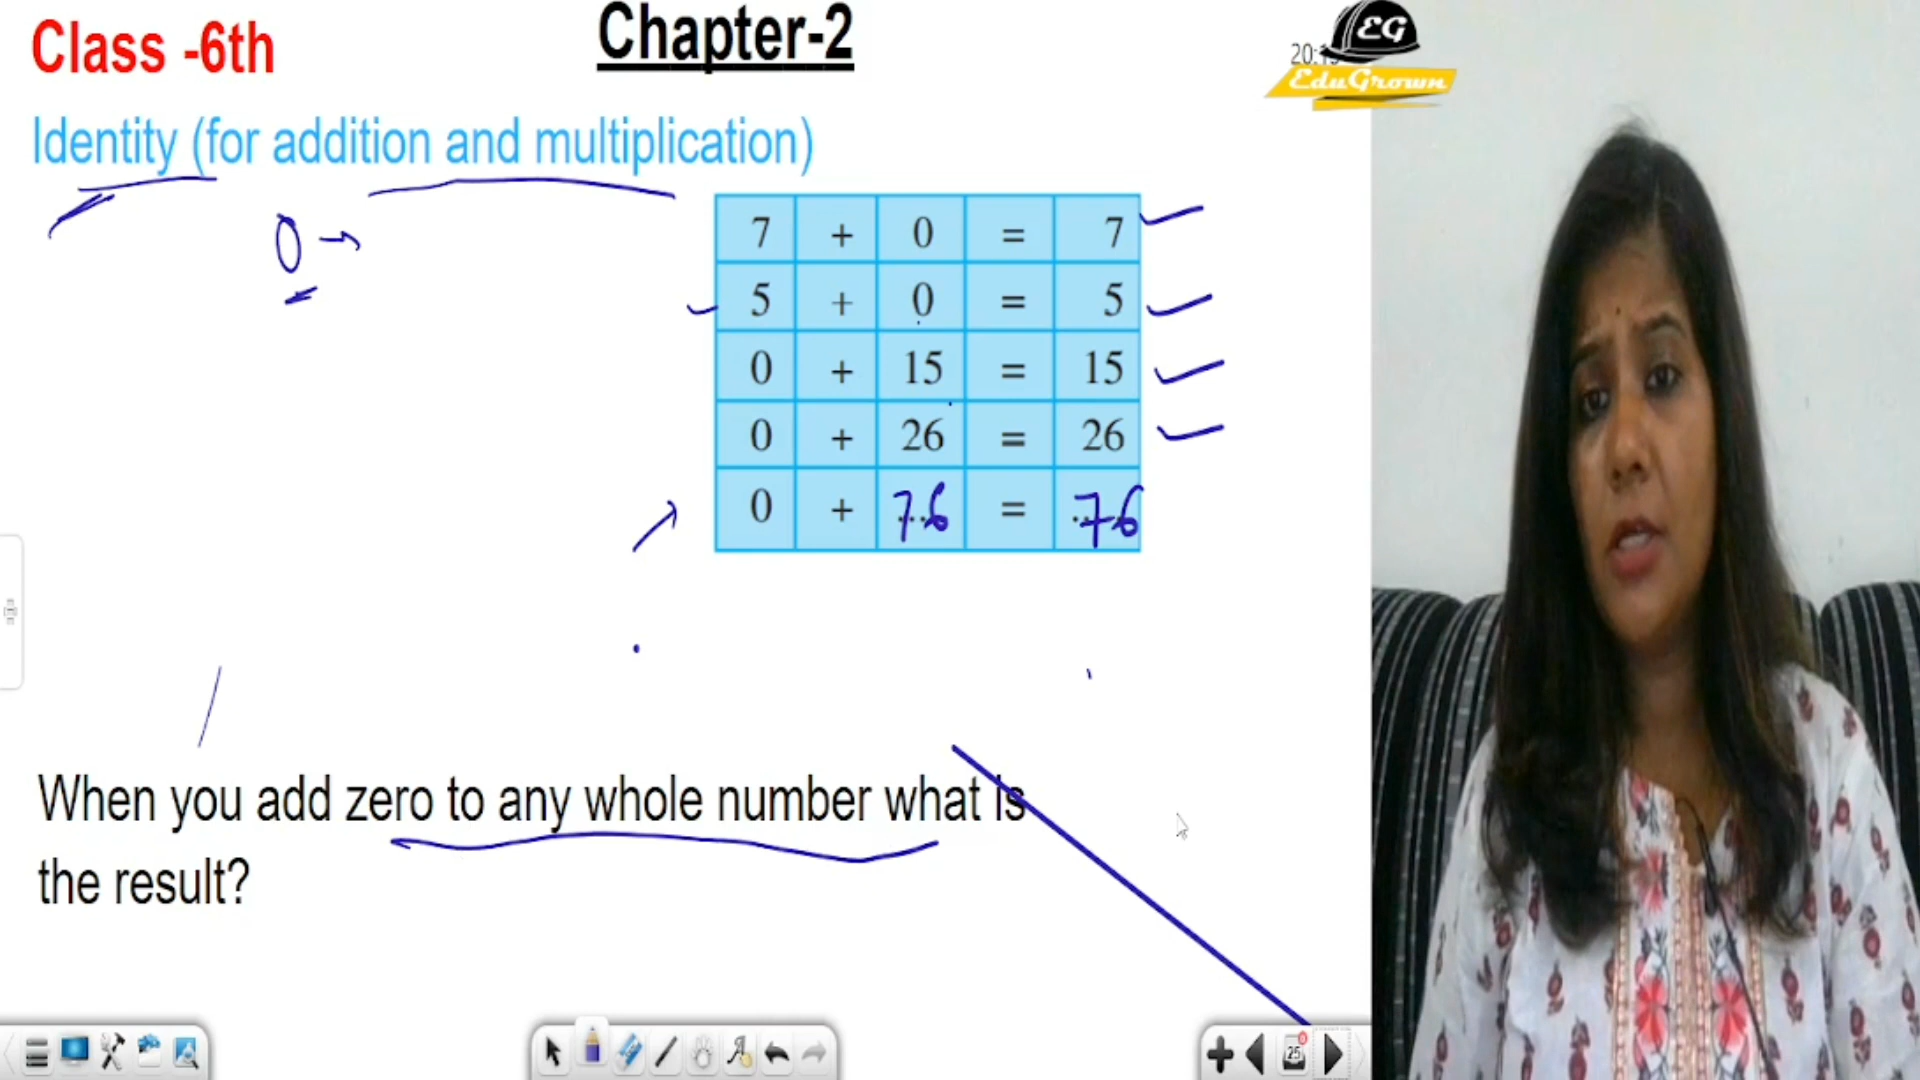 Class -6th
Chapter-2
EG
EduGrown
Identity (for addition and multiplication)
0 →
7 + 0 = 7
5 + 0 = 5
0 + 15 = 15
0 + 26 = 26
0 + 76 = 76
When you add zero to any whole number what is
the result?
25